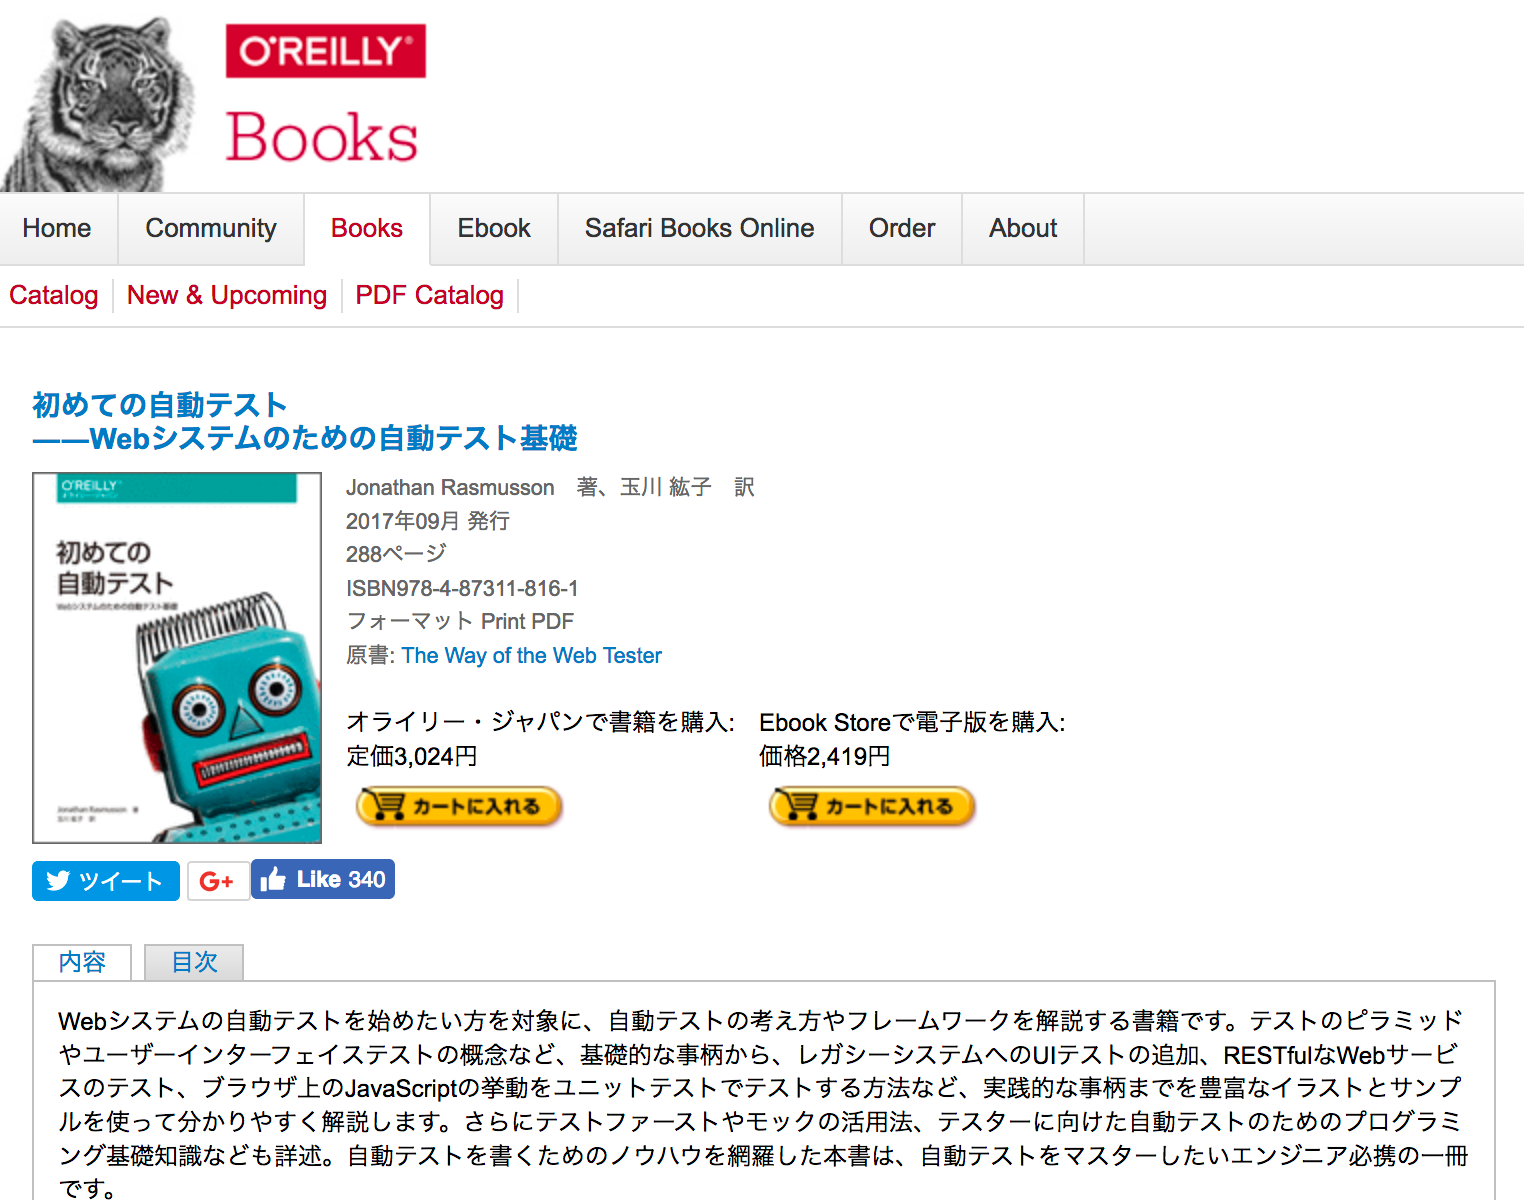 O'REILLY®
Books
Home
Community
Books
Ebook
Safari Books Online
Order
About
Catalog
New & Upcoming
PDF Catalog
初めての自動テスト
――Webシステムのための自動テスト基礎
O'REILLY
オライリー・ジャパン
初めての
自動テスト
Webシステムのための自動テスト基礎
Jonathan Rasmusson 著
玉川 紘子 訳
Jonathan Rasmusson　著、玉川 紘子　訳
2017年09月 発行
288ページ
ISBN978-4-87311-816-1
フォーマット Print PDF
原書: The Way of the Web Tester
オライリー・ジャパンで書籍を購入:
定価3,024円
カートに入れる
Ebook Storeで電子版を購入:
価格2,419円
カートに入れる
ツイート
G+
Like 340
内容
目次
Webシステムの自動テストを始めたい方を対象に、自動テストの考え方やフレームワークを解説する書籍です。テストのピラミッド
やユーザーインターフェイステストの概念など、基礎的な事柄から、レガシーシステムへのUIテストの追加、RESTfulなWebサービ
スのテスト、ブラウザ上のJavaScriptの挙動をユニットテストでテストする方法など、実践的な事柄までを豊富なイラストとサンプ
ルを使って分かりやすく解説します。さらにテストファーストやモックの活用法、テスターに向けた自動テストのためのプログラミ
ング基礎知識なども詳述。自動テストを書くためのノウハウを網羅した本書は、自動テストをマスターしたいエンジニア必携の一冊
です。